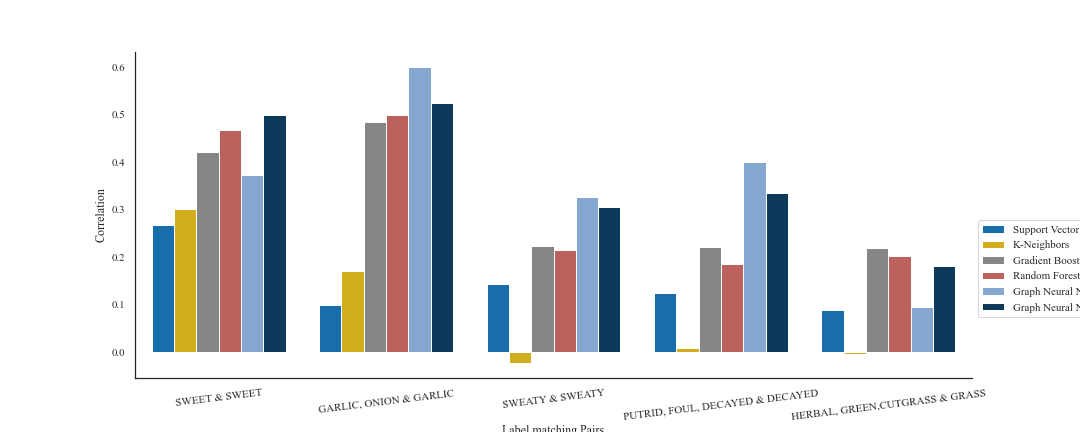 0.6
0.5
0.4
0.3
0.2
0.1
0.0
Correlation
SWEET & SWEET
GARLIC, ONION & GARLIC
SWEATY & SWEATY
PUTRID, FOUL, DECAYED & DECAYED
HERBAL, GREEN,CUTGRASS & GRASS
Label matching Pairs
Support Vector
K-Neighbors
Gradient Boost
Random Forest
Graph Neural N
Graph Neural N